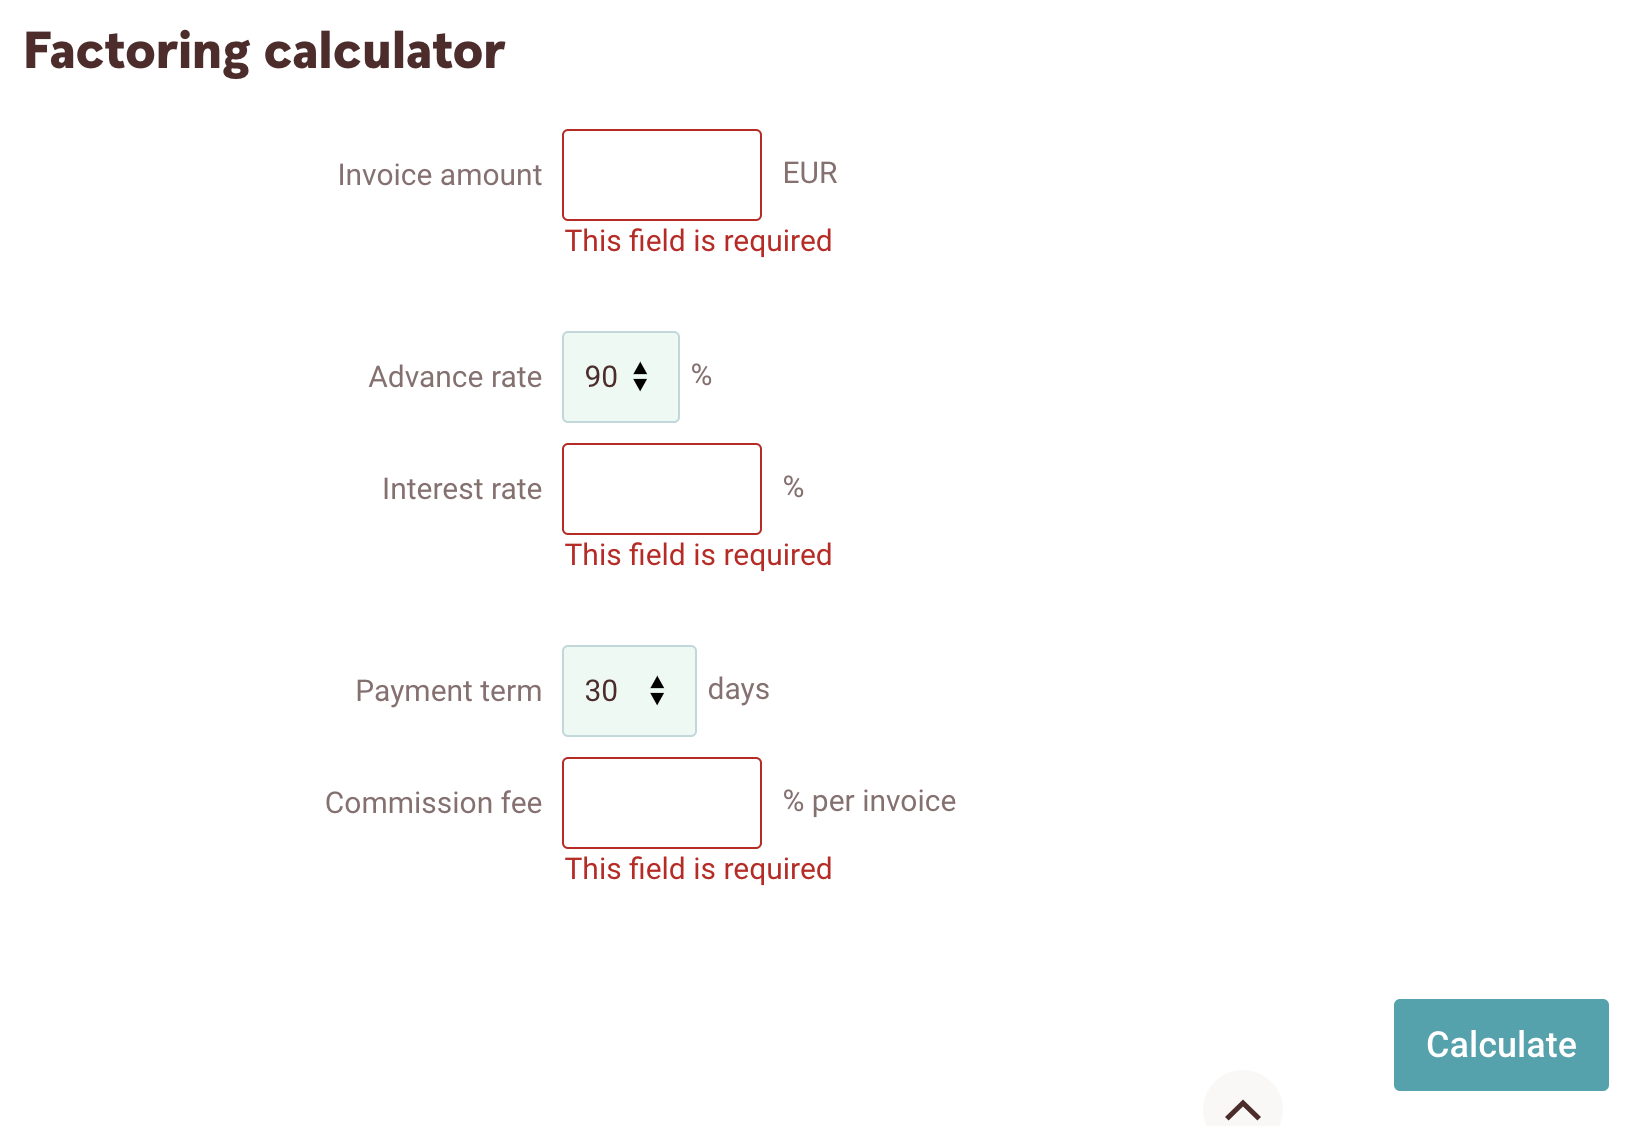 Factoring calculator
Invoice amount EUR
This field is required
Advance rate 90 %
Interest rate %
This field is required
Payment term 30 days
Commission fee % per invoice
This field is required
Calculate